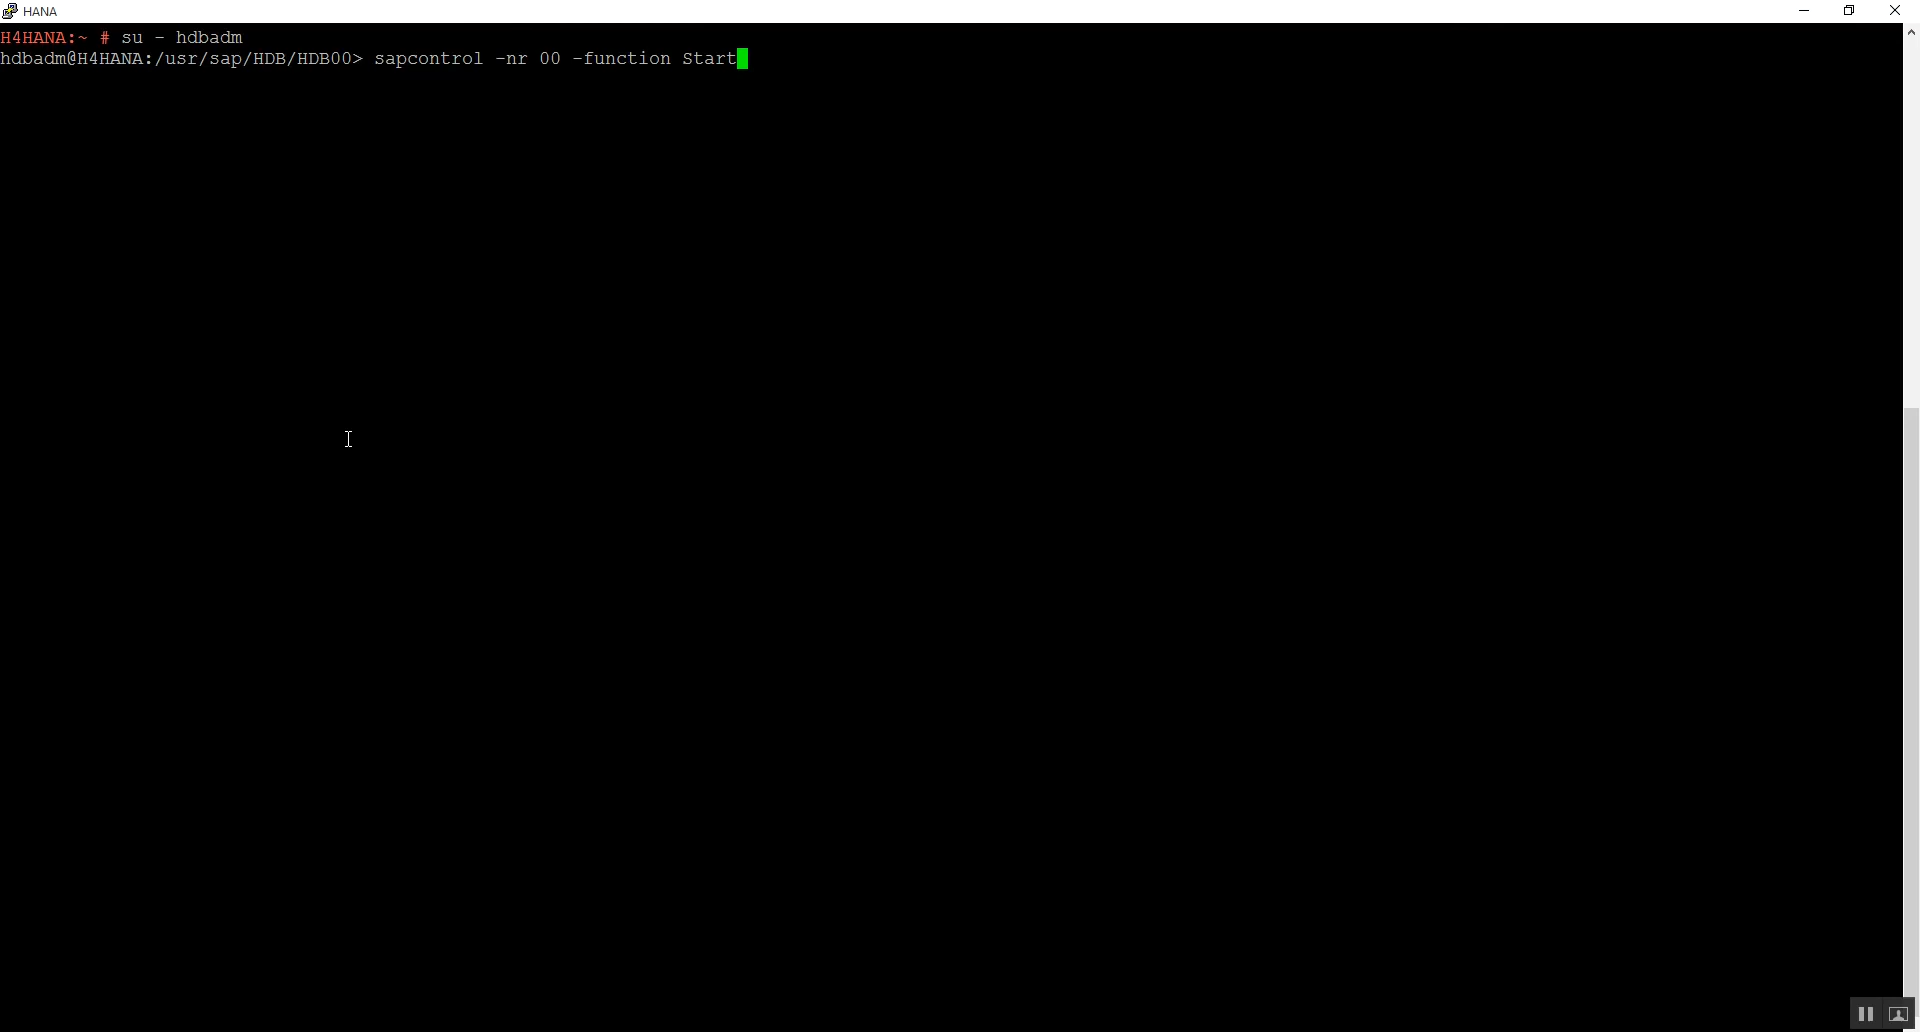 HANA
H4HANA:~ # su - hdbadm
hdbadm@H4HANA:/usr/sap/HDB/HDB00> sapcontrol -nr 00 -function Start